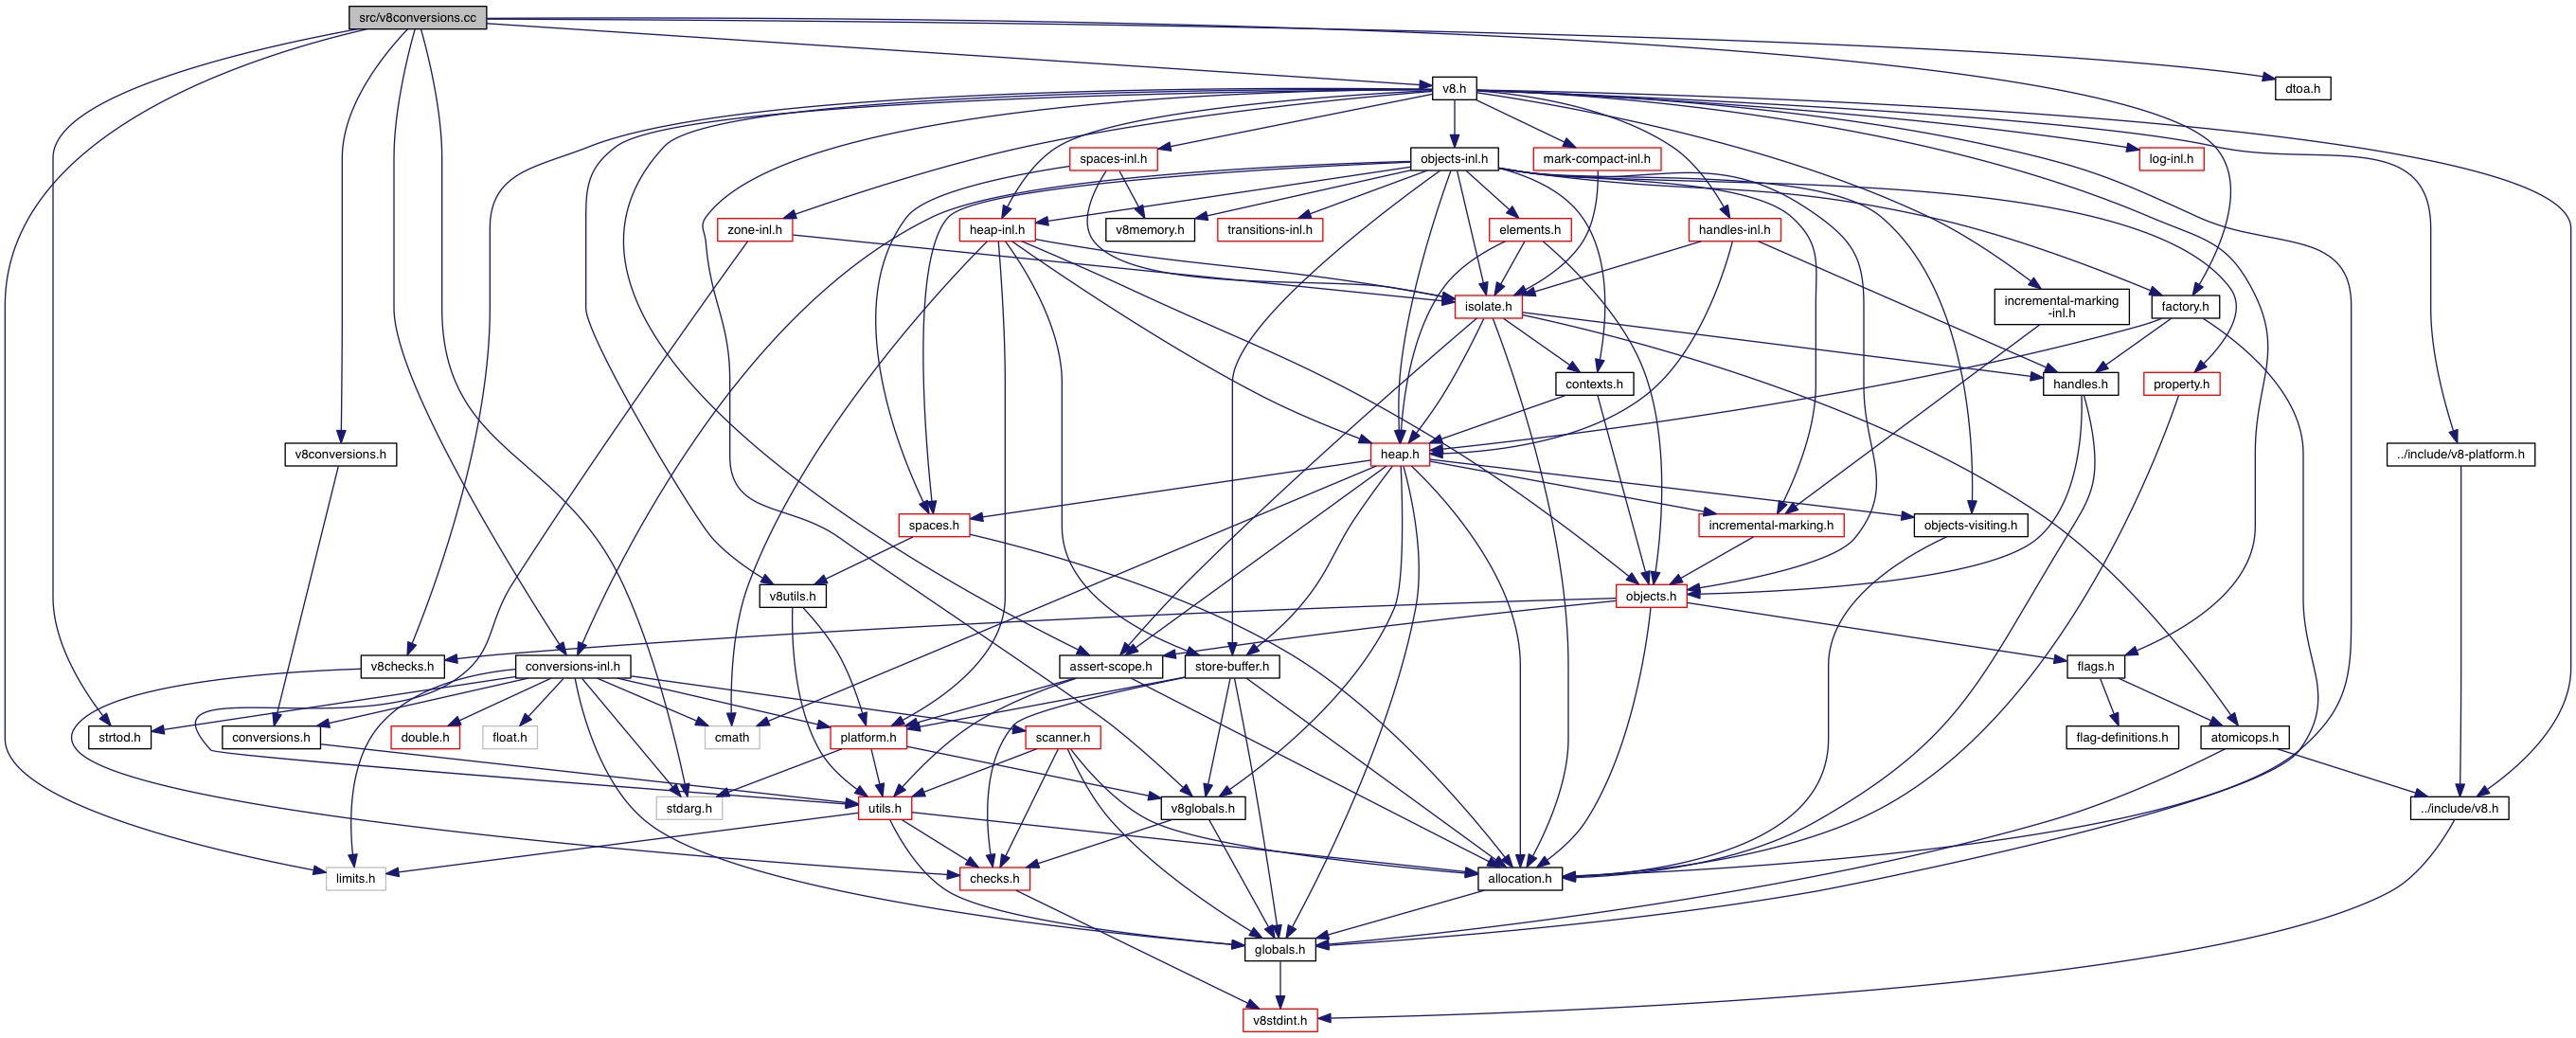 src/v8conversions.cc
v8.h
dtoa.h
spaces-inl.h
objects-inl.h
mark-compact-inl.h
log-inl.h
zone-inl.h
heap-inl.h
v8memory.h
transitions-inl.h
elements.h
handles-inl.h
isolate.h
incremental-marking
-inl.h
factory.h
contexts.h
handles.h
property.h
v8conversions.h
heap.h
../include/v8-platform.h
spaces.h
incremental-marking.h
objects-visiting.h
v8utils.h
objects.h
v8checks.h
conversions-inl.h
assert-scope.h
store-buffer.h
flags.h
strtod.h
conversions.h
double.h
float.h
cmath
platform.h
scanner.h
flag-definitions.h
atomicops.h
stdarg.h
utils.h
v8globals.h
../include/v8.h
limits.h
checks.h
allocation.h
globals.h
v8stdint.h